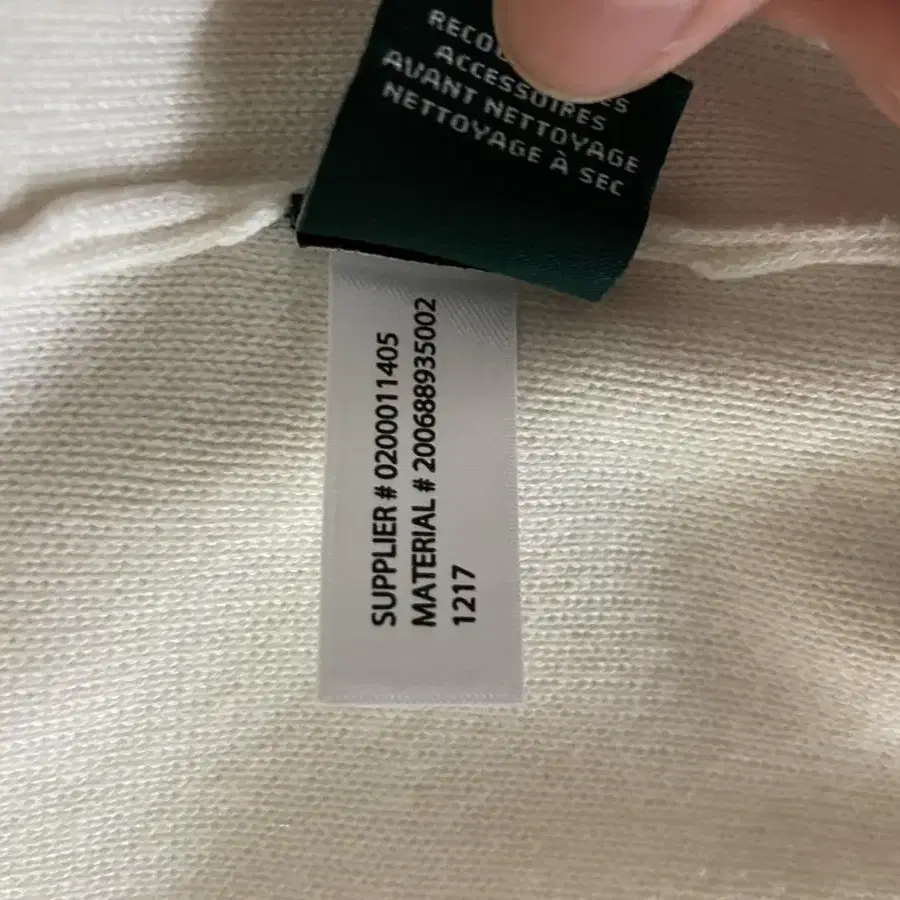 ACCESSOIRES
AVANT NETTOYAGE
NETTOYAGE À SEC
SUPPLIER # 0200011405
MATERIAL # 200688935002
1217